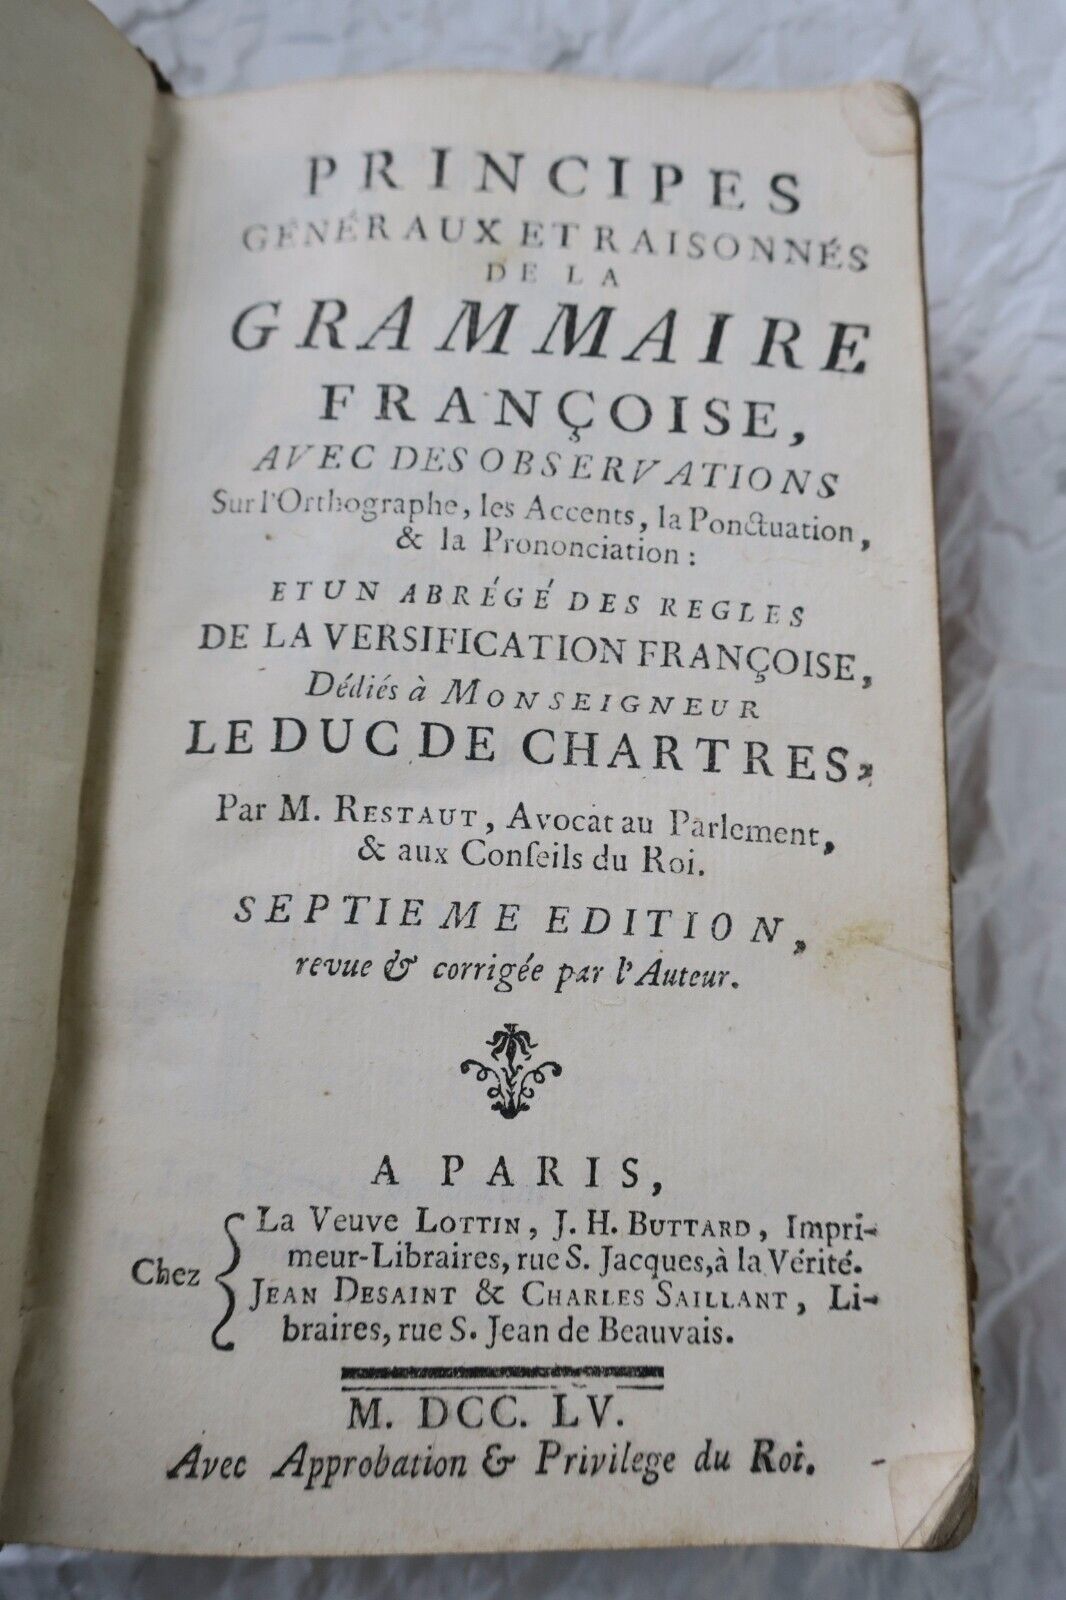 PRINCIPES
GÉNÉRAUX ET RAISONNÉS
DE LA
GRAMMAIRE
FRANÇOISE,
AVEC DES OBSERVATIONS
Sur l'Orthographe, les Accents, la Ponctuation,
& la Prononciation :
ET UN ABRÉGÉ DES REGLES
DE LA VERSIFICATION FRANÇOISE,
Dédiés à MONSEIGNEUR
LE DUC DE CHARTRES,
Par M. RESTAUT, Avocat au Parlement,
& aux Conſeils du Roi.
SEPTIEME EDITION,
revue & corrigée par l'Auteur.
A PARIS,
Chez
La Veuve LOTTIN, J. H. BUTTARD, Impri-
meur-Libraires, rue S. Jacques, à la Vérité.
JEAN DESAINT & CHARLES SAILLANT, Li-
braires, rue S. Jean de Beauvais.
M. DCC. LV.
Avec Approbation & Privilege du Roi.